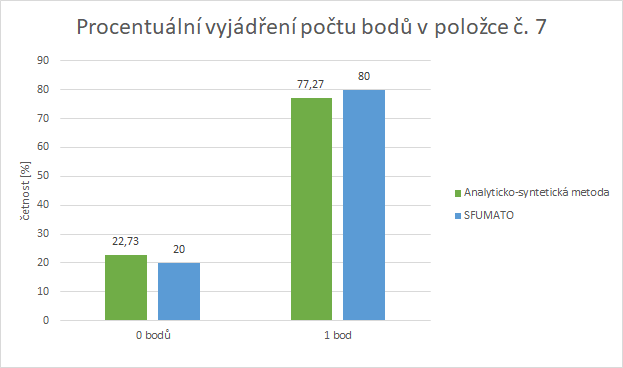 Procentuální vyjádření počtu bodů v položce č. 7
90
80
70
60
50
40
30
20
10
0
četnost [%]
22,73
20
77,27
80
0 bodů
1 bod
Analyticko-syntetická metoda
SFUMATO